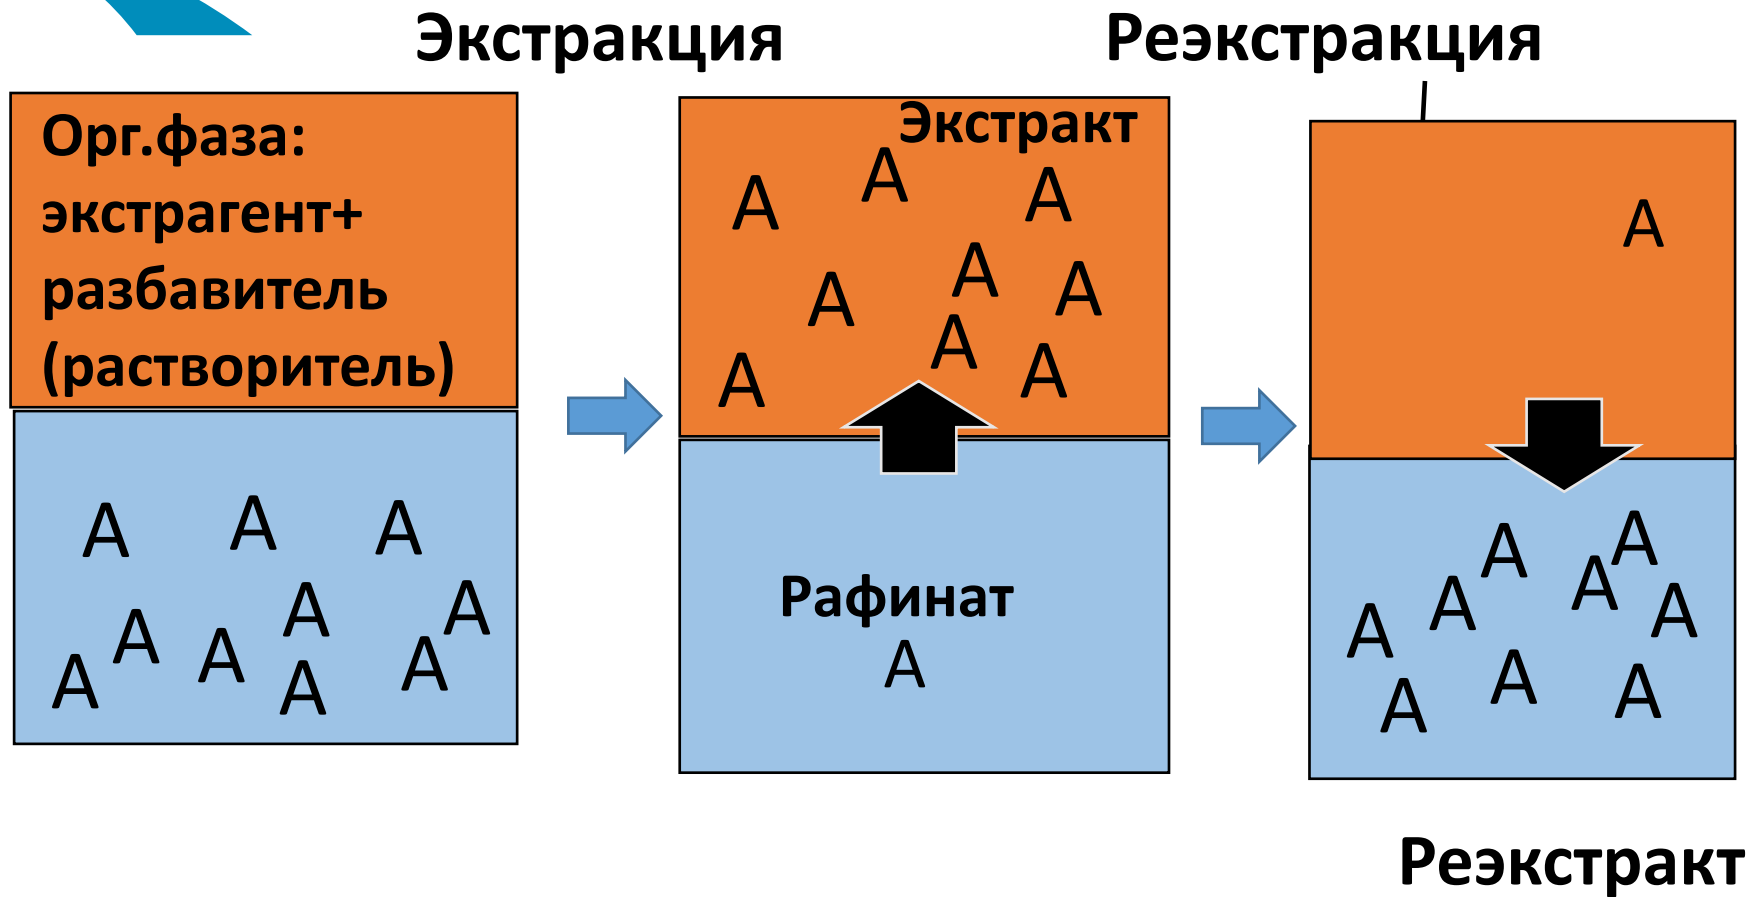 Экстракция
Реэкстракция
Орг.фаза:
экстрагент+
разбавитель
(растворитель)
А А А
А А
А А А
А А
Экстракт
А А А
А А
А А
А А
Рафинат
А
А
А А
А А А
А
А А
А
Реэкстракт